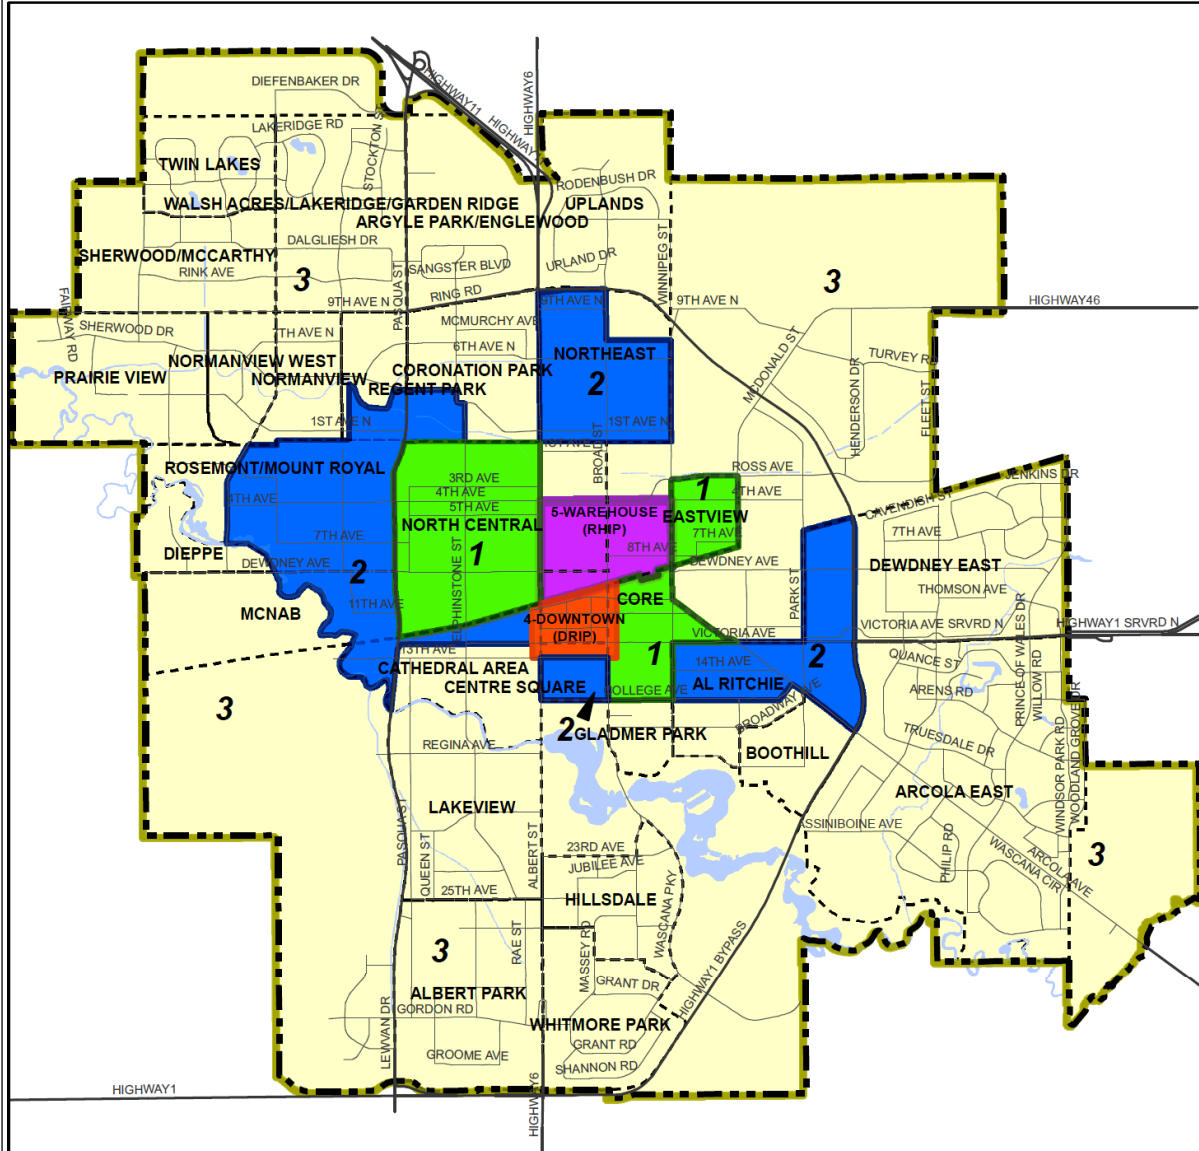 DIEFENBAKER DR
HIGHWAY11
HIGHWAY6
HIGHWAY
LAKERIDGE RD
STOCKTON ST
TWIN LAKES
RODENBUSH DR
WALSH ACRES/LAKERIDGE/GARDEN RIDGE
UPLANDS
ARGYLE PARK/ENGLEWOOD
WINNIPEG ST
DALGLIESH DR
SHERWOOD/MCCARTHY
RINK AVE
3
PASQUA ST
SANGSTER BLVD
UPLAND DR
3
RING RD
9TH AVE N
9TH AVE N
9TH AVE N
HIGHWAY46
FAIRWAY RD
SHERWOOD DR
7TH AVE N
MCMURCHY AVE
6TH AVE N
MCDONALD ST
TURVEY RD
NORMANVIEW WEST
NORTHEAST
PRAIRIE VIEW
NORMANVIEW
CORONATION PARK
REGENT PARK
2
HENDERSON DR
FLEET ST
1ST AVE N
1ST AVE N
1ST AVE N
BROAD ST
ROSEMONT/MOUNT ROYAL
3RD AVE
ROSS AVE
JENKINS DR
4TH AVE
4TH AVE
1
4TH AVE
CAVENDISH ST
5TH AVE
5-WAREHOUSE
(RHIP)
EASTVIEW
NORTH CENTRAL
7TH AVE
7TH AVE
7TH AVE
DIEPPE
8TH AVE
DEWDNEY AVE
DEWDNEY AVE
DEWDNEY EAST
1
2
ELPHINSTONE ST
PARK ST
THOMSON AVE
CORE
MCNAB
11TH AVE
4-DOWNTOWN
(DRIP)
VICTORIA AVE
VICTORIA AVE SRVRD N
HIGHWAY1 SRVRD N
13TH AVE
1
2
QUANCE ST
PRINCE OF WALES DR
WILLOW RD
CATHEDRAL AREA
14TH AVE
CENTRE SQUARE
COLLEGE AVE
AL RITCHIE
ARENS RD
WOODLAND GROVE DR
3
BROADWAY AVE
2
GLADMER PARK
REGINA AVE
BOOTHILL
TRUESDALE DR
WINDSOR PARK RD
LAKEVIEW
ARCOLA EAST
PASQUA ST
QUEEN ST
ALBERT ST
ASSINIBOINE AVE
PHILIP RD
23RD AVE
JUBILEE AVE
WASCANA CIR
ARCOLA AVE
3
25TH AVE
HILLSDALE
WASCANA PKY
3
RAE ST
MASSEY RD
HIGHWAY1 BYPASS
ALBERT PARK
GRANT DR
GORDON RD
LEWVAN DR
WHITMORE PARK
GRANT RD
GROOME AVE
SHANNON RD
HIGHWAY1
HIGHWAY6